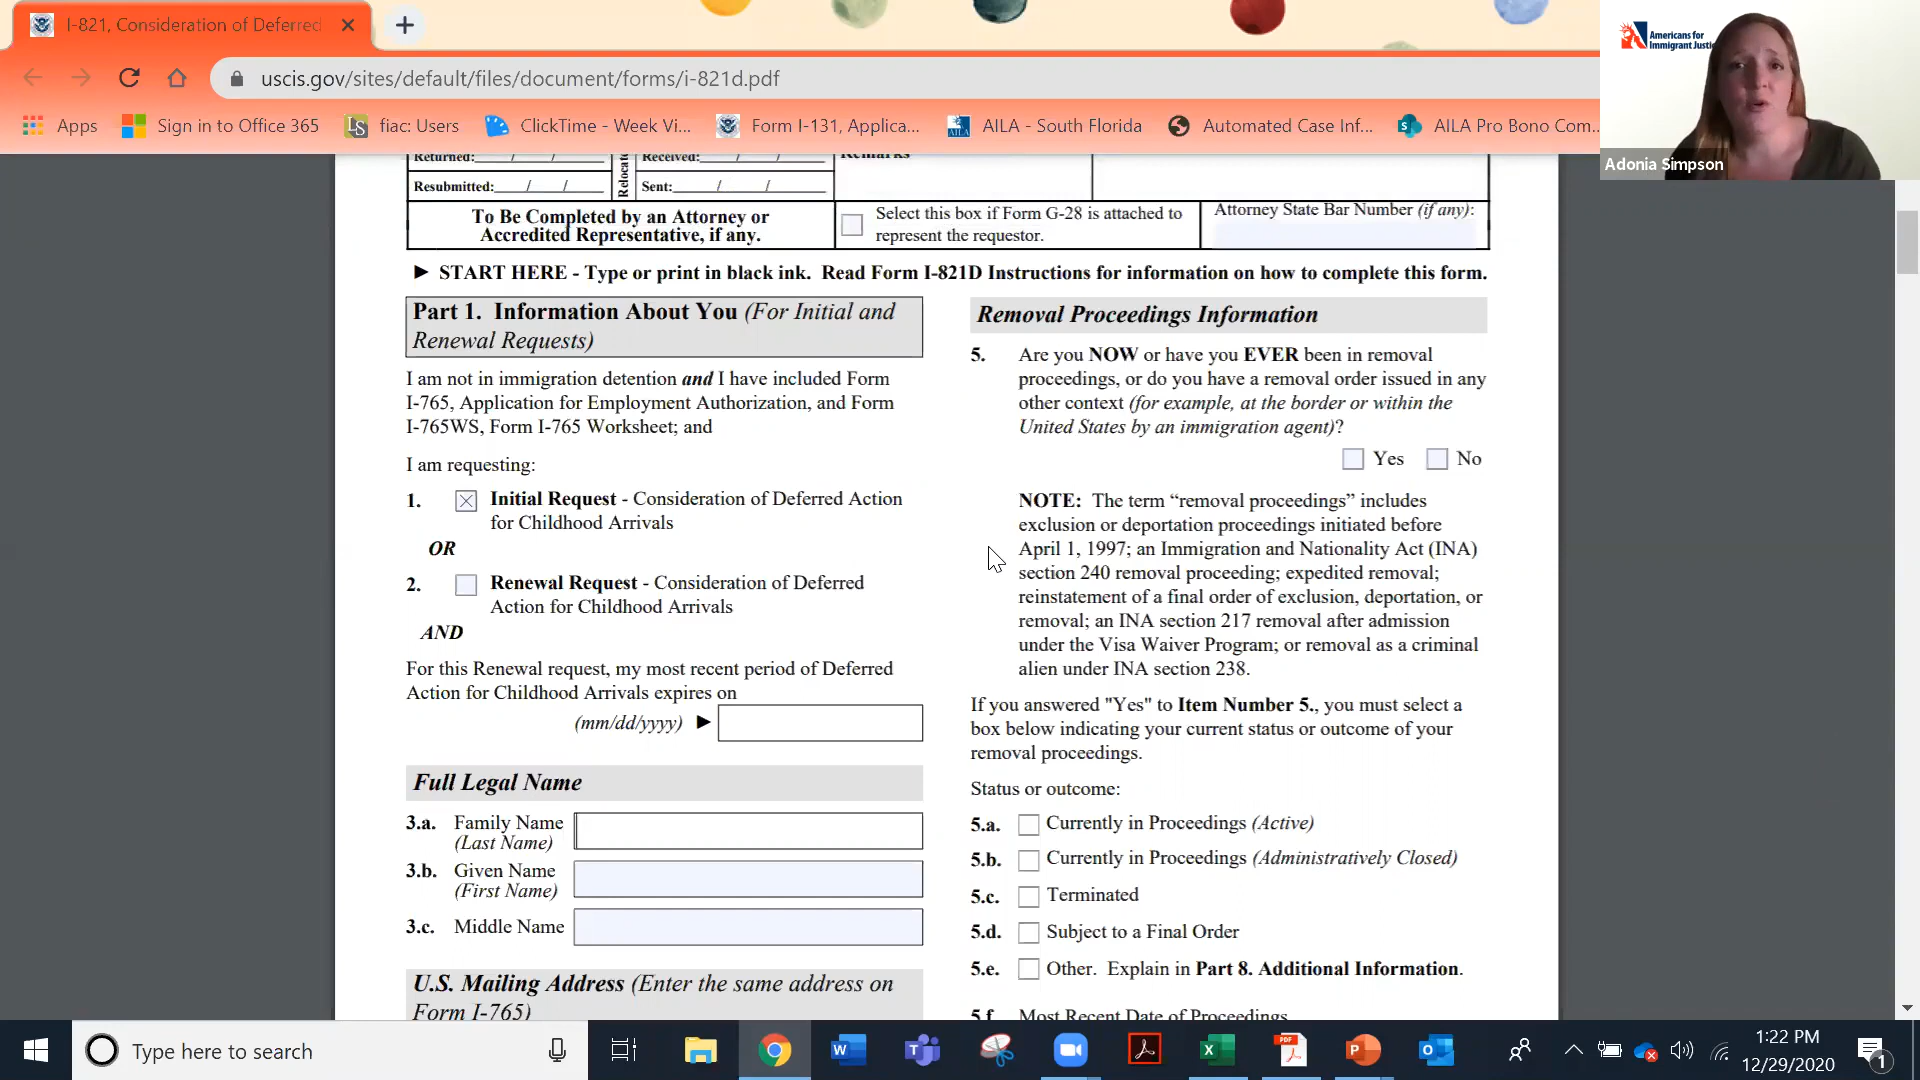 I-821, Consideration of Deferred
uscis.gov/sites/default/files/document/forms/i-821d.pdf
Apps
Sign in to Office 365
fiac: Users
ClickTime - Week Vi...
Form I-131, Applica...
AILA - South Florida
Automated Case Inf...
AILA Pro Bono Com...
Americans for
Immigrant Justic
Adonia Simpson
Returned: / /
Relocate
Received: / /
Remarks
Resubmitted: / /
Sent: / /
To Be Completed by an Attorney or
Accredited Representative, if any.
Select this box if Form G-28 is attached to
represent the requestor.
Attorney State Bar Number (if any):
► START HERE - Type or print in black ink. Read Form I-821D Instructions for information on how to complete this form.
Part 1. Information About You (For Initial and
Renewal Requests)
I am not in immigration detention and I have included Form
I-765, Application for Employment Authorization, and Form
I-765WS, Form I-765 Worksheet; and
I am requesting:
1. Initial Request - Consideration of Deferred Action
for Childhood Arrivals
OR
2. Renewal Request - Consideration of Deferred
Action for Childhood Arrivals
AND
For this Renewal request, my most recent period of Deferred
Action for Childhood Arrivals expires on
(mm/dd/yyyy) ►
Full Legal Name
3.a. Family Name
(Last Name)
3.b. Given Name
(First Name)
3.c. Middle Name
U.S. Mailing Address (Enter the same address on
Form I-765)
Removal Proceedings Information
5. Are you NOW or have you EVER been in removal
proceedings, or do you have a removal order issued in any
other context (for example, at the border or within the
United States by an immigration agent)?
Yes No
NOTE: The term “removal proceedings” includes
exclusion or deportation proceedings initiated before
April 1, 1997; an Immigration and Nationality Act (INA)
section 240 removal proceeding; expedited removal;
reinstatement of a final order of exclusion, deportation, or
removal; an INA section 217 removal after admission
under the Visa Waiver Program; or removal as a criminal
alien under INA section 238.
If you answered "Yes" to Item Number 5., you must select a
box below indicating your current status or outcome of your
removal proceedings.
Status or outcome:
5.a. Currently in Proceedings (Active)
5.b. Currently in Proceedings (Administratively Closed)
5.c. Terminated
5.d. Subject to a Final Order
5.e. Other. Explain in Part 8. Additional Information.
5.f. Most Recent Date of Proceedings
Type here to search
1:22 PM
12/29/2020
1